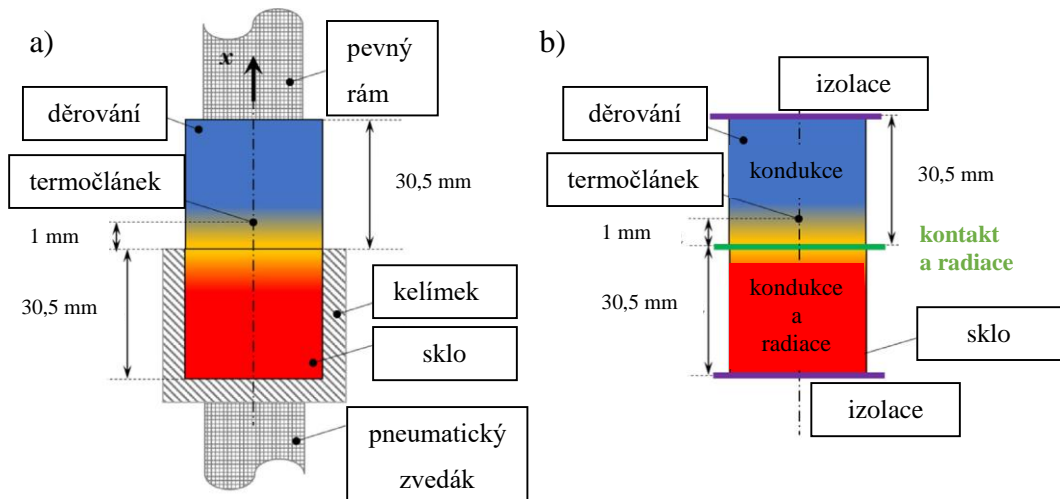 a)
x
pevný
rám
děrování
termočlánek
1 mm
30,5 mm
30,5 mm
kelímek
sklo
pneumatický
zvedák
b)
izolace
děrování
kondukce
termočlánek
30,5 mm
1 mm
kontakt
a radiace
30,5 mm
kondukce
a
radiace
sklo
izolace